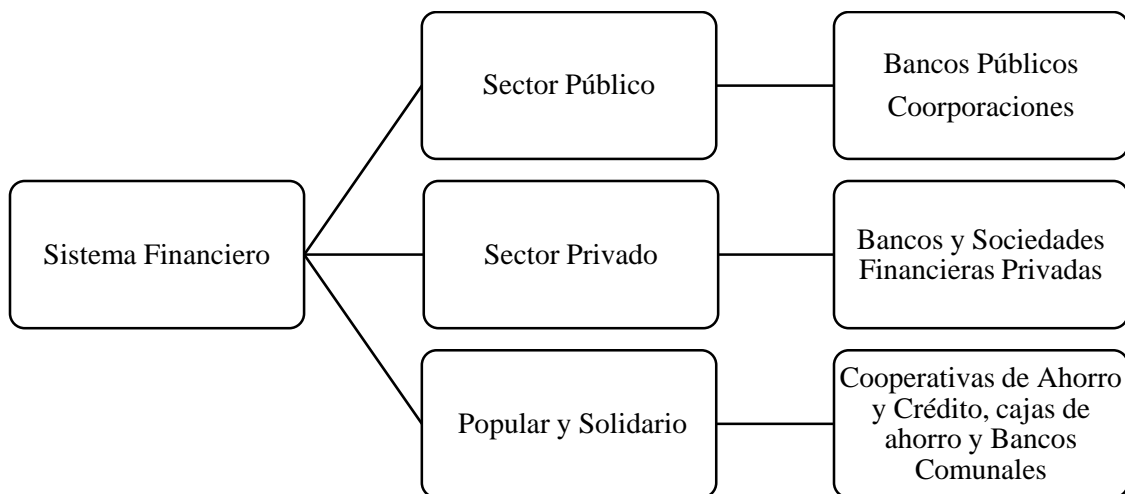 Sistema Financiero
Sector Público
Bancos Públicos
Coorporaciones
Sector Privado
Bancos y Sociedades
Financieras Privadas
Popular y Solidario
Cooperativas de Ahorro
y Crédito, cajas de
ahorro y Bancos
Comunales